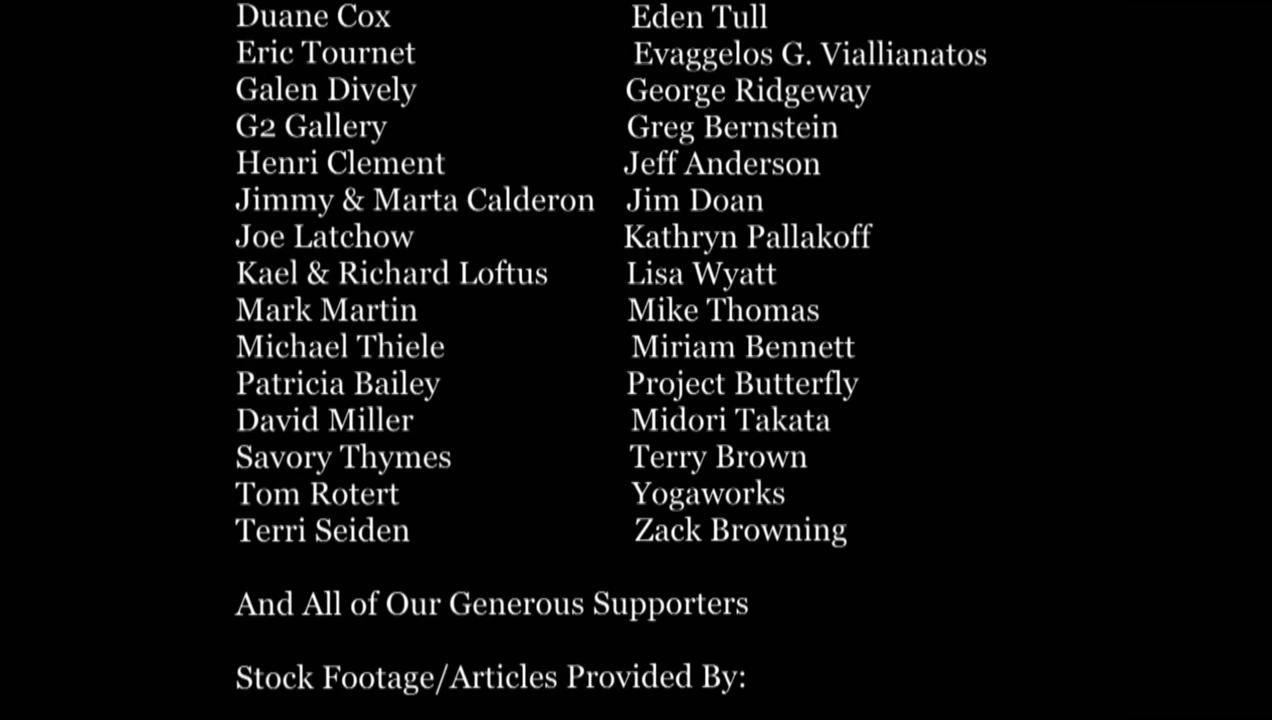 Duane Cox Eden Tull
Eric Tournet Evaggelos G. Viallianatos
Galen Dively George Ridgeway
G2 Gallery Greg Bernstein
Henri Clement Jeff Anderson
Jimmy & Marta Calderon Jim Doan
Joe Latchow Kathryn Pallakoff
Kael & Richard Loftus Lisa Wyatt
Mark Martin Mike Thomas
Michael Thiele Miriam Bennett
Patricia Bailey Project Butterfly
David Miller Midori Takata
Savory Thymes Terry Brown
Tom Rotert Yogaworks
Terri Seiden Zack Browning
And All of Our Generous Supporters
Stock Footage/Articles Provided By: